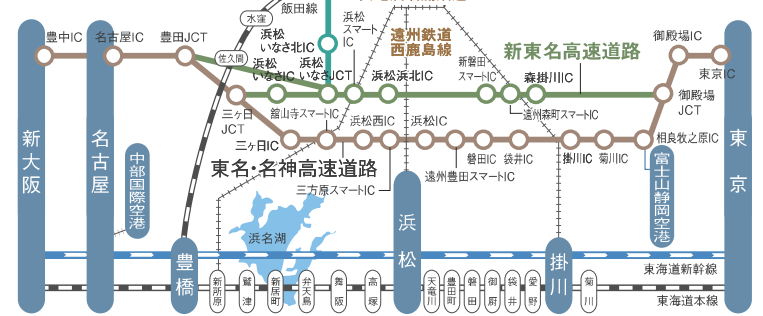 飯田線
水窪
豊中IC
名古屋IC
豊田JCT
佐久間
浜松
いなさ北IC
浜松
スマート
IC
遠州鉄道
西鹿島線
新東名高速道路
御殿場IC
東京IC
浜松
いなさIC
浜松
いなさJCT
浜松浜北IC
新磐田
スマートIC
森掛川IC
三ヶ日
JCT
舘山寺スマートIC
遠州森町スマートIC
御殿場
JCT
三ヶ日IC
浜松西IC
浜松IC
相良牧之原IC
東名・名神高速道路
三方原スマートIC
遠州豊田スマートIC
磐田IC
袋井IC
掛川IC
菊川IC
新大阪
名古屋
中部国際空港
豊橋
浜名湖
浜松
掛川
富士山静岡空港
東京
東海道新幹線
東海道本線
新所原
鷲津
新居町
弁天島
舞阪
高塚
天竜川
豊田町
磐田
御厨
袋井
愛野
菊川